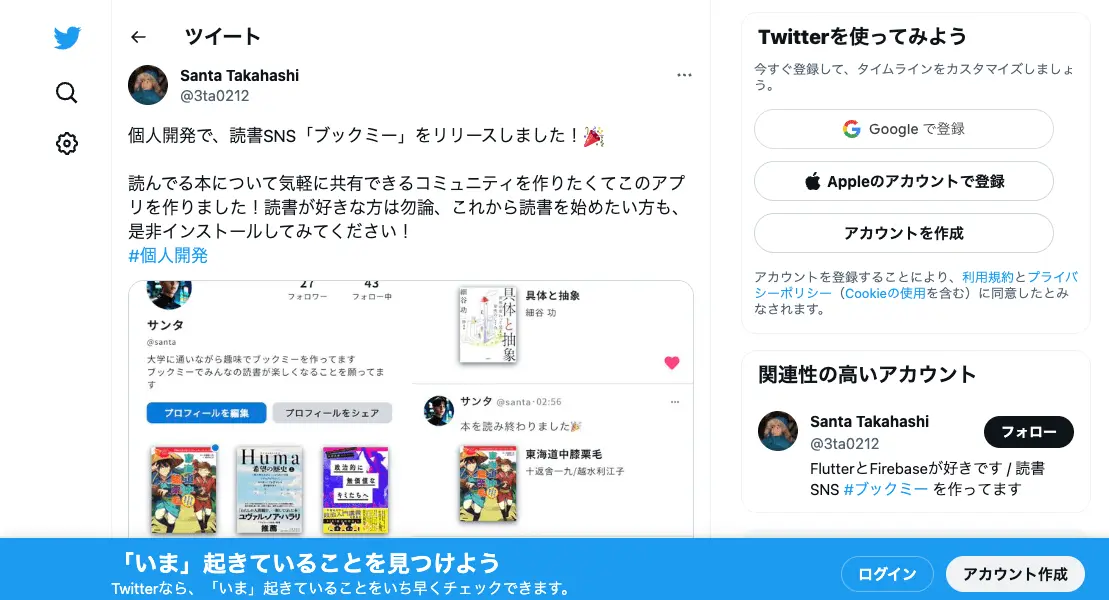 ツイート
Santa Takahashi
@3ta0212
個人開発で、読書SNS「ブックミー」をリリースしました！🎉
読んでる本について気軽に共有できるコミュニティを作りたくてこのアプ
リを作りました！読書が好きな方は勿論、これから読書を始めたい方も、
是非インストールしてみてください！
#個人開発
27
フォロワー
43
フォロー中
サンタ
@santa
大学に通いながら趣味でブックミーを作ってます
ブックミーでみんなの読書が楽しくなることを願ってま
す
プロフィールを編集
プロフィールをシェア
Huma
希望の歴史
ユヴァル・ノア・ハラリ
推薦
政治的に
無価値な
キミたちへ
具体と抽象
細谷 功
具体と抽象
細谷 功
サンタ @santa·02:56
本を読み終わりました🎉
東海道中膝栗毛
十返舎一九/越水利江子
Twitterを使ってみよう
今すぐ登録して、タイムラインをカスタマイズしましょ
う。
Google で登録
Appleのアカウントで登録
アカウントを作成
アカウントを登録することにより、利用規約とプライバ
シーポリシー（Cookieの使用を含む）に同意したとみ
なされます。
関連性の高いアカウント
Santa Takahashi
@3ta0212
フォロー
FlutterとFirebaseが好きです / 読書
SNS #ブックミー を作ってます
「いま」起きていることを見つけよう
Twitterなら、「いま」起きていることをいち早くチェックできます。
ログイン
アカウント作成